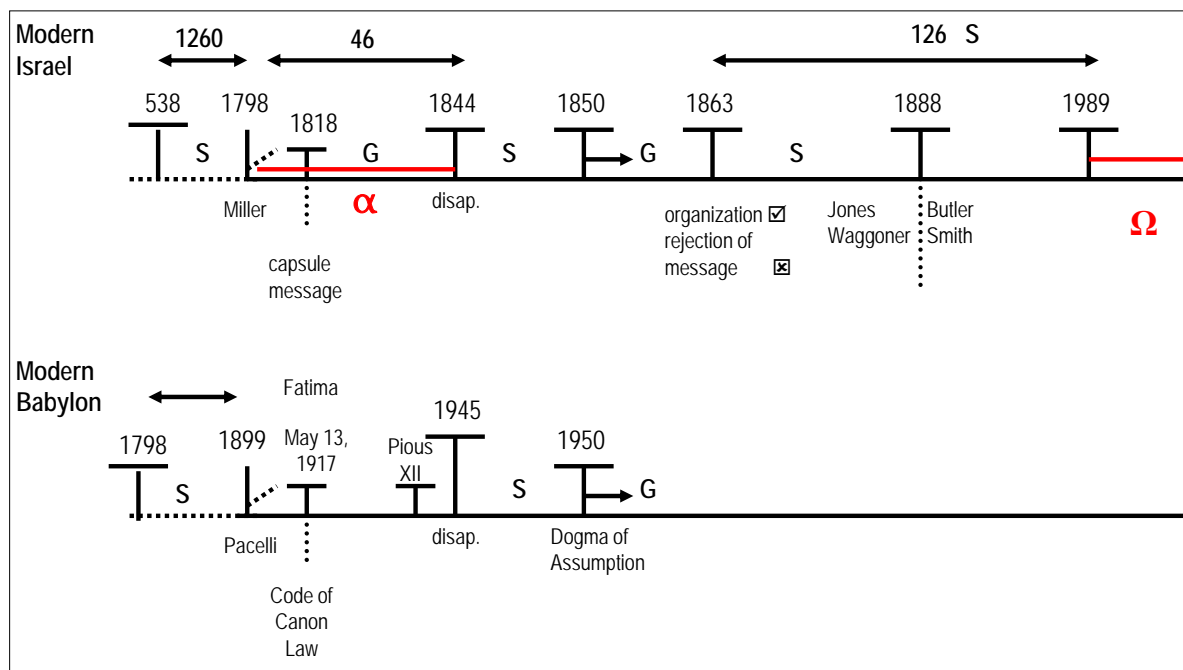 Modern
Israel
1260
46
126 S
538
1798
1818
1844
1850
1863
1888
1989
S
G
S
G
S
Miller
α
disap.
capsule
message
organization ☑
rejection of
message ☒
Jones
Waggoner
Butler
Smith
Ω
Modern
Babylon
Fatima
1798
1899
May 13,
1917
Pious
XII
1945
1950
S
S
G
Pacelli
disap.
Dogma of
Assumption
Code of
Canon
Law